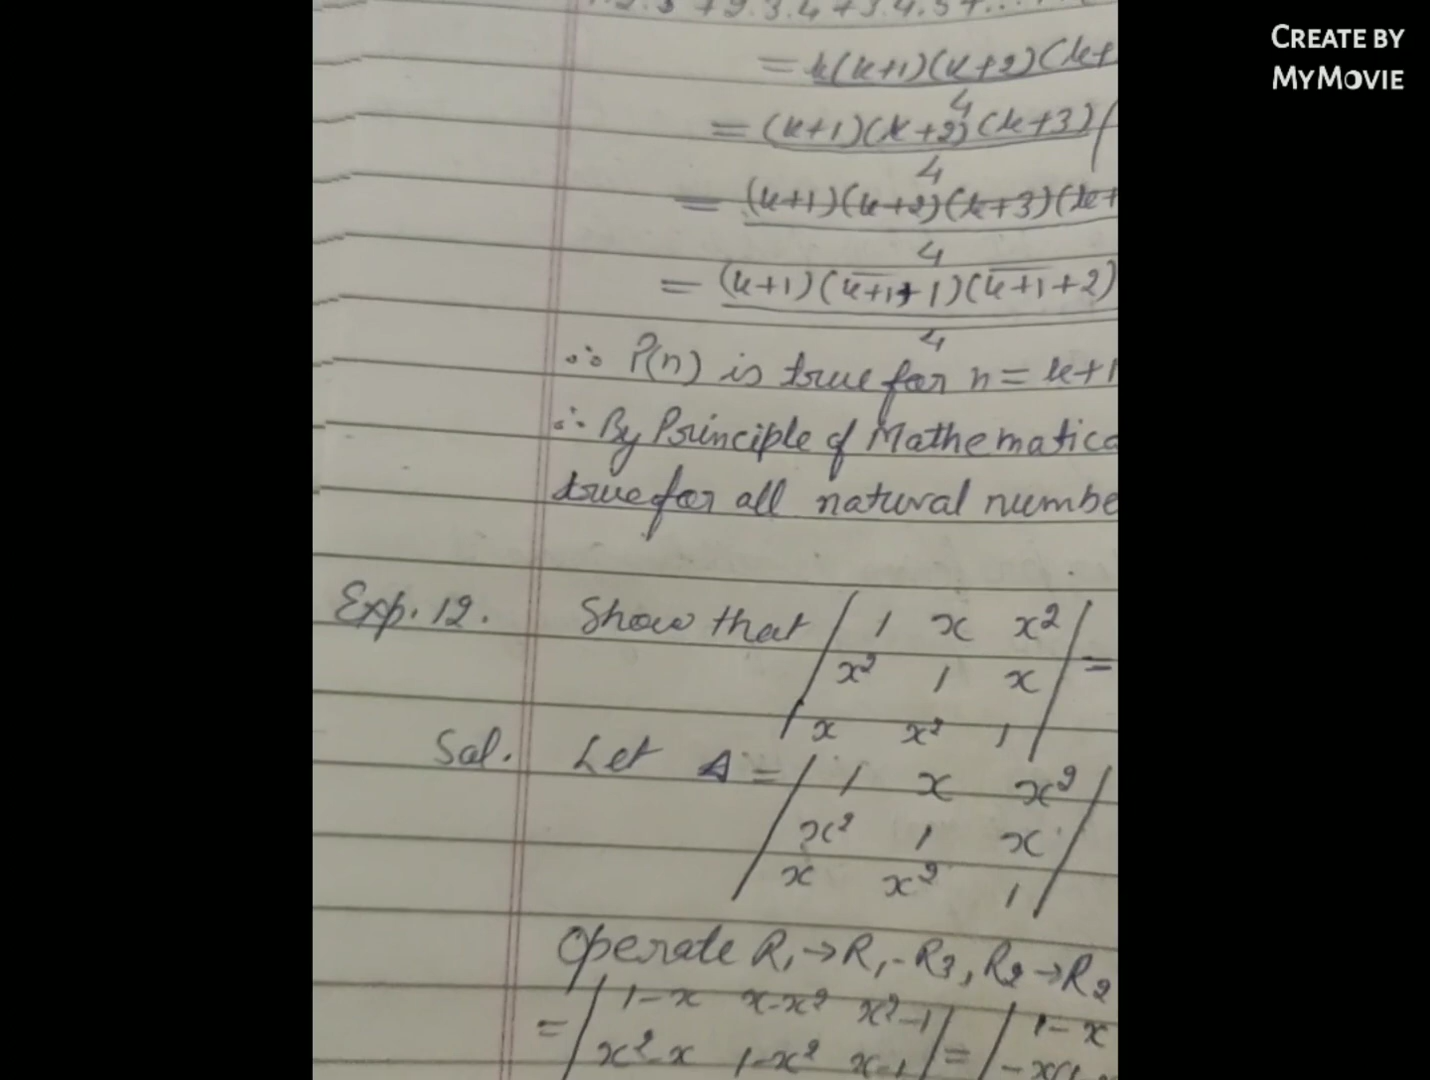 CREATE BY
MYMOVIE
= k(k+1)(k+2)(k+
4
= (k+1)(k+2)(k+3)(
4
= (k+1)(k+2)(k+3)(k+
4
= (k+1)(k+1+1)(k+1+2)
4
∴ P(n) is true for n = k+1
∴ By Principle of Mathematica
true for all natural numbe
Exp. 12. Show that | 1 x x² |
| x² 1 x | =
| x x² 1 |
Sol. Let Δ = | 1 x x² |
| x² 1 x |
| x x² 1 |
Operate R₁→R₁-R₃, R₂→R₂
= | 1-x x-x² x²-1 | = | 1-x
| x²-x 1-x² x-1 |